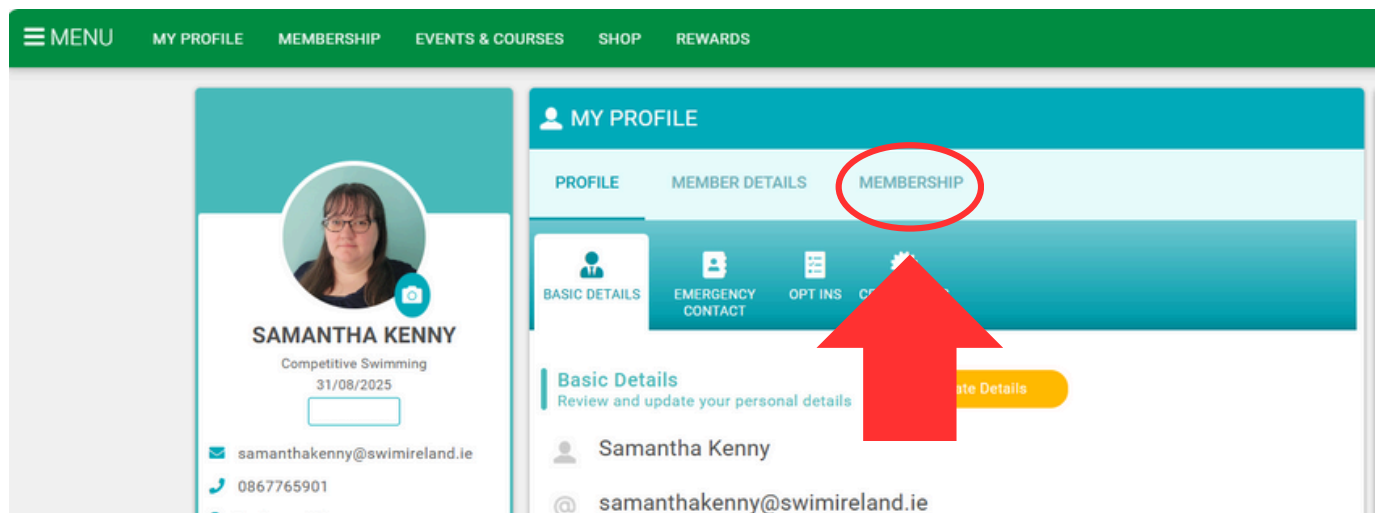 MENU MY PROFILE MEMBERSHIP EVENTS & COURSES SHOP REWARDS
MY PROFILE
PROFILE MEMBER DETAILS MEMBERSHIP
BASIC DETAILS
EMERGENCY
CONTACT
OPT INS
SAMANTHA KENNY
Competitive Swimming
31/08/2025
samanthakenny@swimireland.ie
0867765901
Basic Details
Review and update your personal details
Details
Samantha Kenny
@ samanthakenny@swimireland.ie